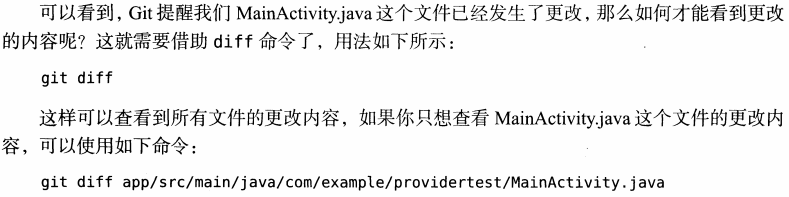 可以看到，Git 提醒我们 MainActivity.java 这个文件已经发生了更改，那么如何才能看到更改
的内容呢？这就需要借助 diff 命令了，用法如下所示：
git diff
这样可以查看到所有文件的更改内容，如果你只想查看 MainActivity.java 这个文件的更改内
容，可以使用如下命令：
git diff app/src/main/java/com/example/providertest/MainActivity.java